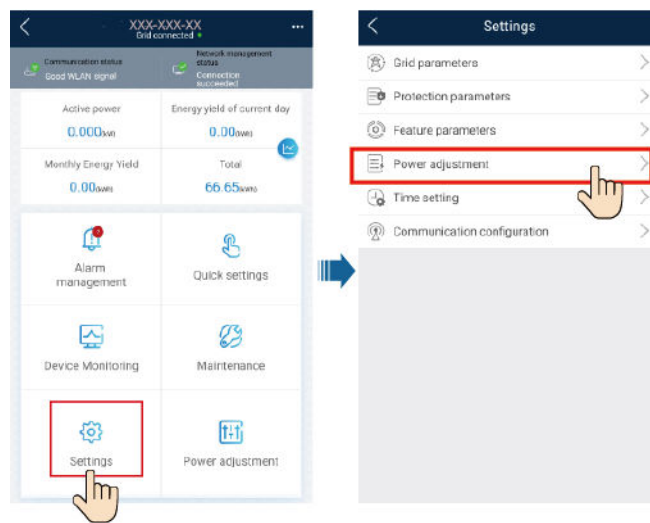 XXX-XXX-XX
Grid connected
Communication status
Good WLAN signal
Network management
status
Connection
succeeded
Active power
0.000kW
Energy yield of current day
0.00kWh
Monthly Energy Yield
0.00kWh
Total
66.65kWh
Alarm
management
Quick settings
Device Monitoring
Maintenance
Settings
Power adjustment
Settings
Grid parameters
Protection parameters
Feature parameters
Power adjustment
Time setting
Communication configuration